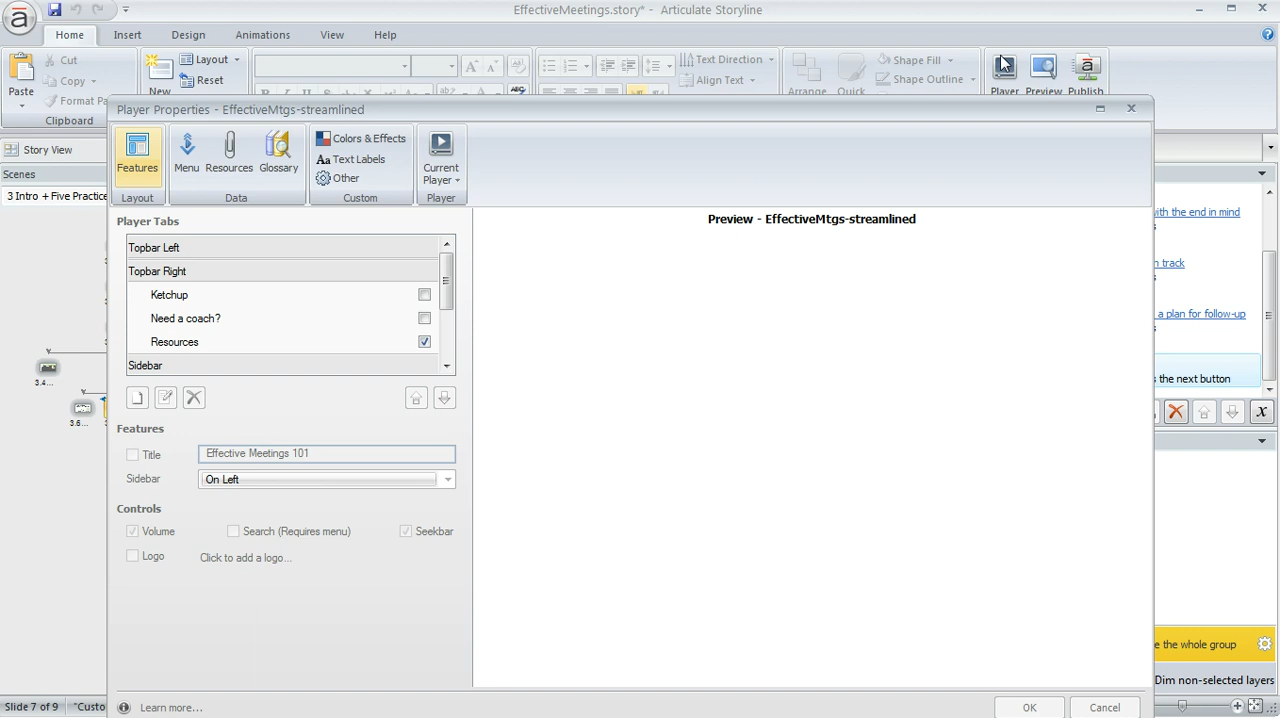 EffectiveMeetings.story* - Articulate Storyline
Home Insert Design Animations View Help
Paste
Cut
Copy
Format Pa
Clipboard
New
Layout
Reset
Text Direction
Align Text
Arrange
Quick
Shape Fill
Shape Outline
Player
Preview
Publish
Story View
Scenes
3 Intro + Five Practice
3.4...
3.6...
Player Properties - EffectiveMtgs-streamlined
Features
Menu
Resources
Glossary
Colors & Effects
Aa Text Labels
Other
Current
Player
Layout
Data
Custom
Player
Player Tabs
Topbar Left
Topbar Right
Ketchup
Need a coach?
Resources
Sidebar
Features
Title
Effective Meetings 101
Sidebar
On Left
Controls
Volume
Search (Requires menu)
Seekbar
Logo
Click to add a logo...
Preview - EffectiveMtgs-streamlined
Learn more...
OK
Cancel
with the end in mind
n track
a plan for follow-up
s the next button
x
e the whole group
Dim non-selected layers
Slide 7 of 9
"Custo